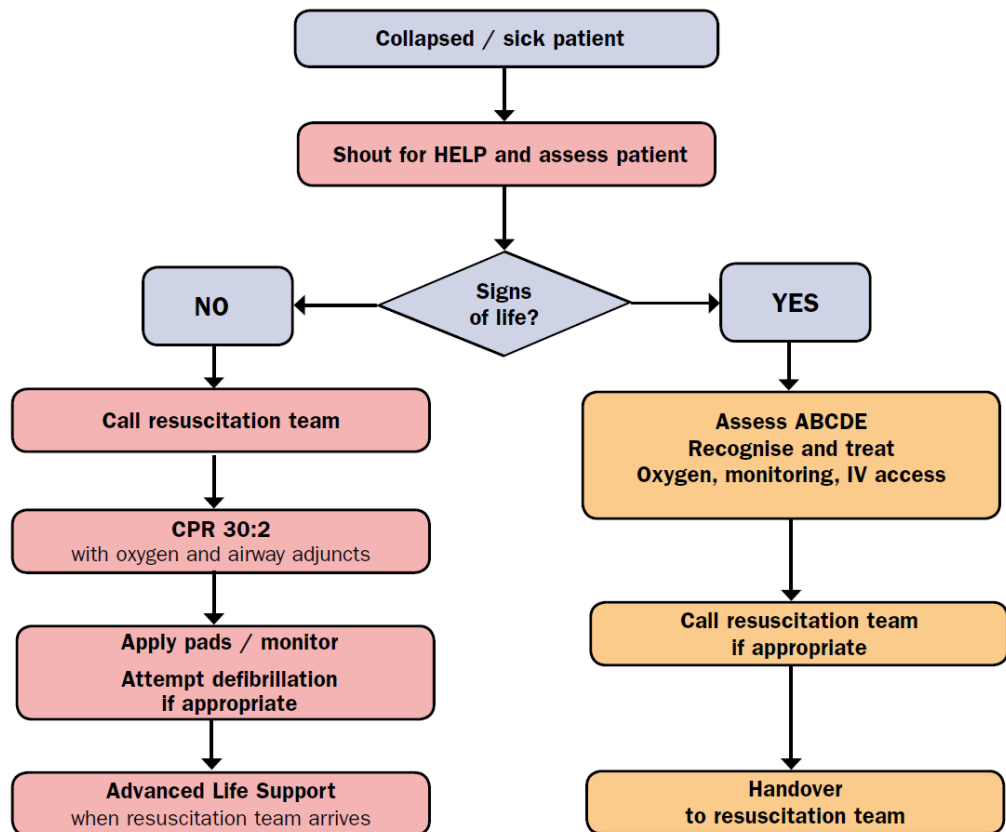 Collapsed / sick patient
Shout for HELP and assess patient
Signs
of life?
NO
YES
Call resuscitation team
CPR 30:2
with oxygen and airway adjuncts
Apply pads / monitor
Attempt defibrillation
if appropriate
Advanced Life Support
when resuscitation team arrives
Assess ABCDE
Recognise and treat
Oxygen, monitoring, IV access
Call resuscitation team
if appropriate
Handover
to resuscitation team